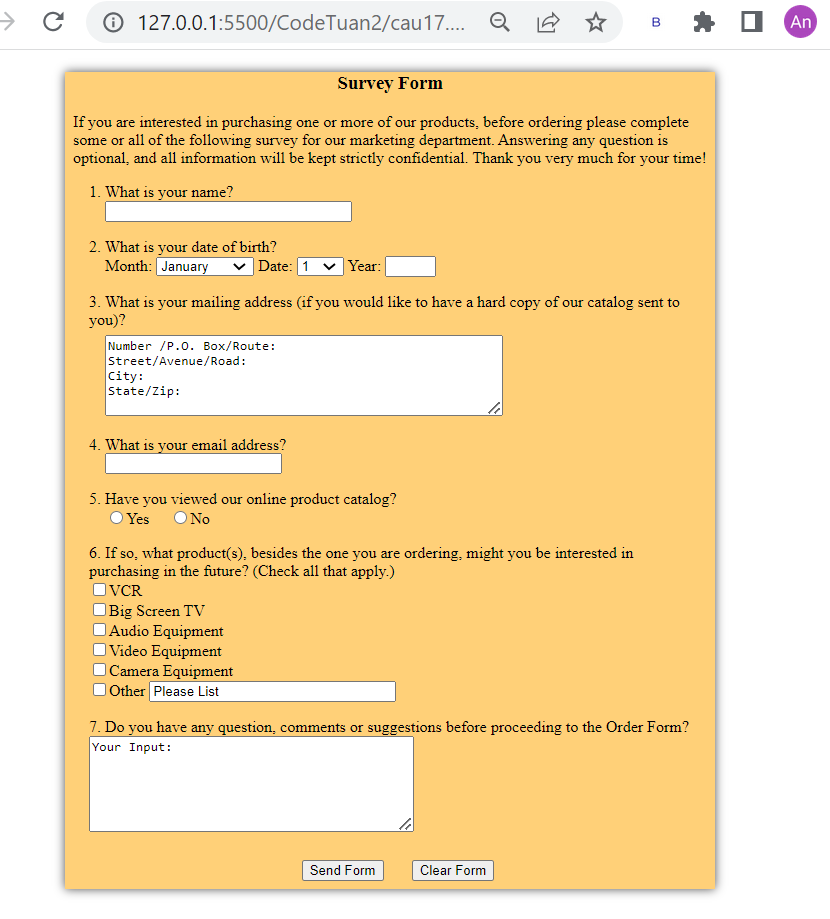 127.0.0.1:5500/CodeTuan2/cau17....
B
An
Survey Form
If you are interested in purchasing one or more of our products, before ordering please complete
some or all of the following survey for our marketing department. Answering any question is
optional, and all information will be kept strictly confidential. Thank you very much for your time!
1. What is your name?
2. What is your date of birth?
Month: January Date: 1 Year:
3. What is your mailing address (if you would like to have a hard copy of our catalog sent to
you)?
Number /P.O. Box/Route:
Street/Avenue/Road:
City:
State/Zip:
4. What is your email address?
5. Have you viewed our online product catalog?
Yes No
6. If so, what product(s), besides the one you are ordering, might you be interested in
purchasing in the future? (Check all that apply.)
VCR
Big Screen TV
Audio Equipment
Video Equipment
Camera Equipment
Other Please List
7. Do you have any question, comments or suggestions before proceeding to the Order Form?
Your Input:
Send Form Clear Form